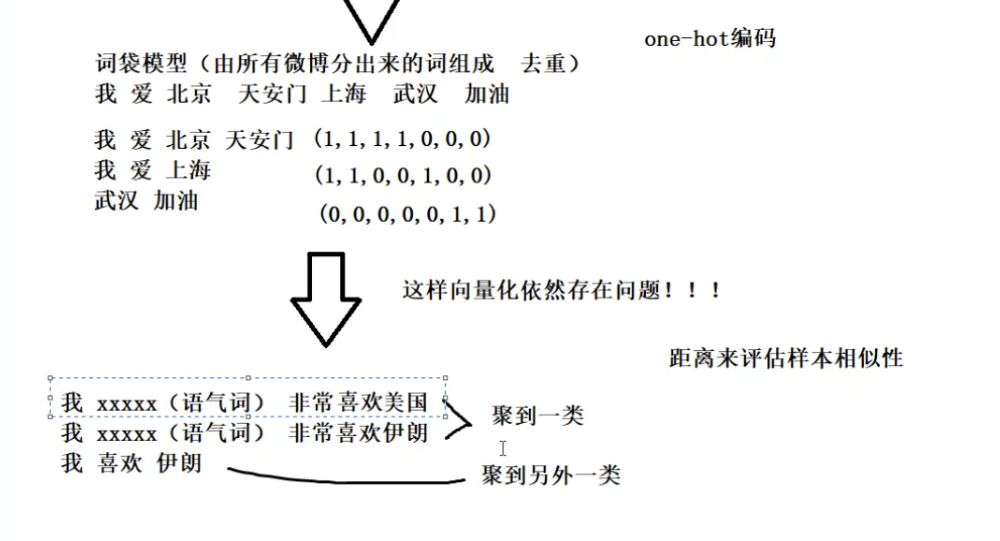 one-hot编码
词袋模型（由所有微博分出来的词组成 去重）
我 爱 北京 天安门 上海 武汉 加油
我 爱 北京 天安门 (1,1,1,1,0,0,0)
我 爱 上海 (1,1,0,0,1,0,0)
武汉 加油 (0,0,0,0,0,1,1)
这样向量化依然存在问题！！！
距离来评估样本相似性
我 xxxxx（语气词） 非常喜欢美国
我 xxxxx（语气词） 非常喜欢伊朗
聚到一类
我 喜欢 伊朗
聚到另外一类